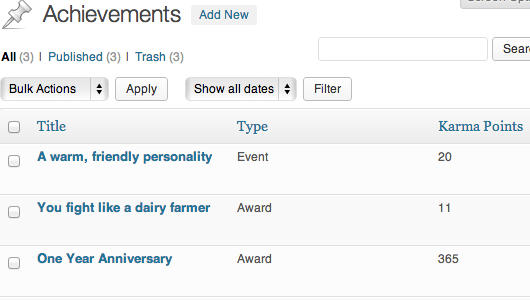 Achievements Add New
All (3) | Published (3) | Trash (3)
Bulk Actions Apply Show all dates Filter
Title Type Karma Points
A warm, friendly personality Event 20
You fight like a dairy farmer Award 11
One Year Anniversary Award 365